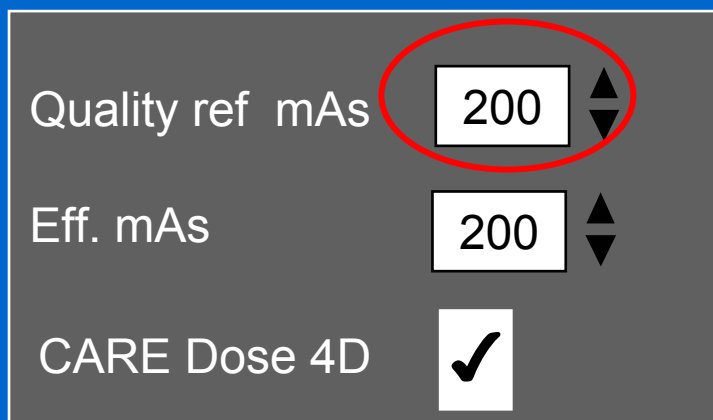 Quality ref mAs 200
Eff. mAs 200
CARE Dose 4D ✓